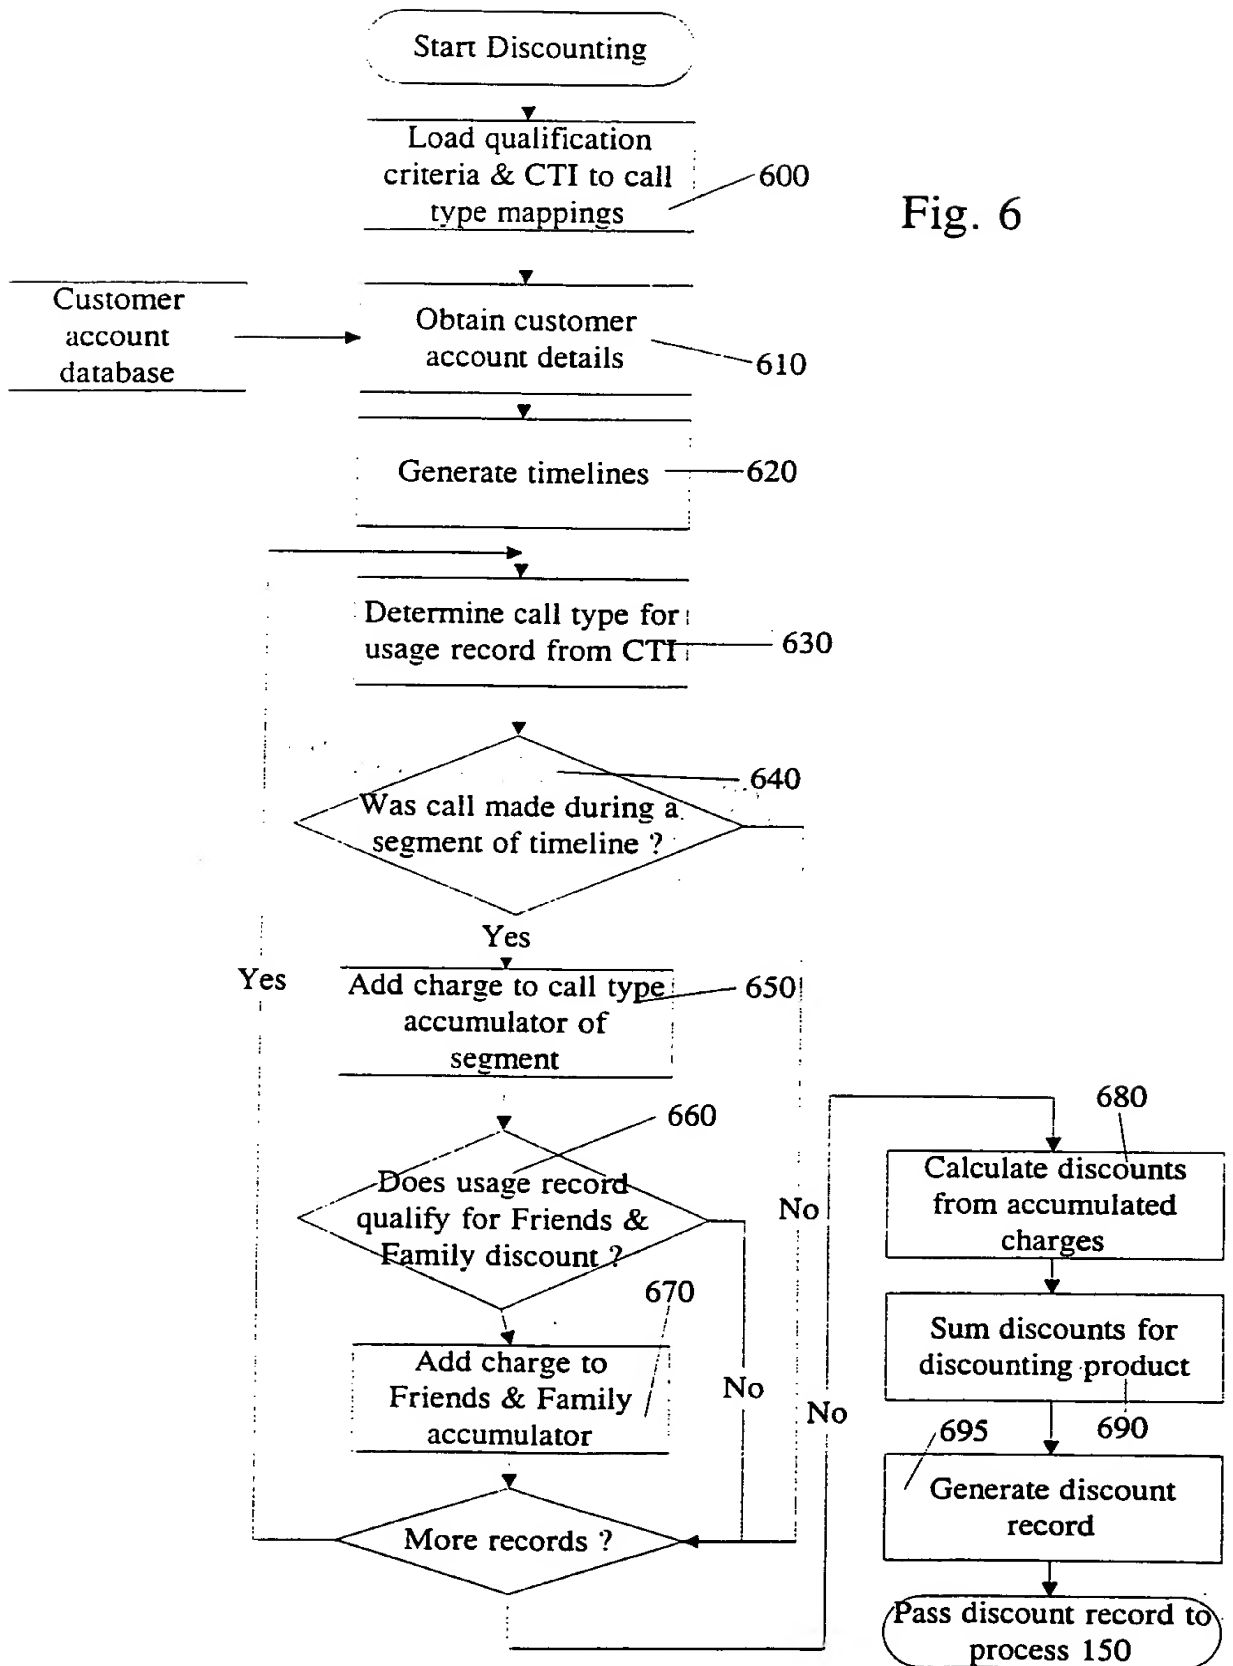 Start Discounting
Load qualification
criteria & CTI to call
type mappings
600
Fig. 6
Customer
account
database
Obtain customer
account details
610
Generate timelines
620
Determine call type for
usage record from CTI
630
640
Was call made during a
segment of timeline ?
Yes
Yes
Add charge to call type
accumulator of
segment
650
660
Does usage record
qualify for Friends &
Family discount ?
No
670
Add charge to
Friends & Family
accumulator
No
No
More records ?
680
Calculate discounts
from accumulated
charges
Sum discounts for
discounting product
695
690
Generate discount
record
Pass discount record to
process 150